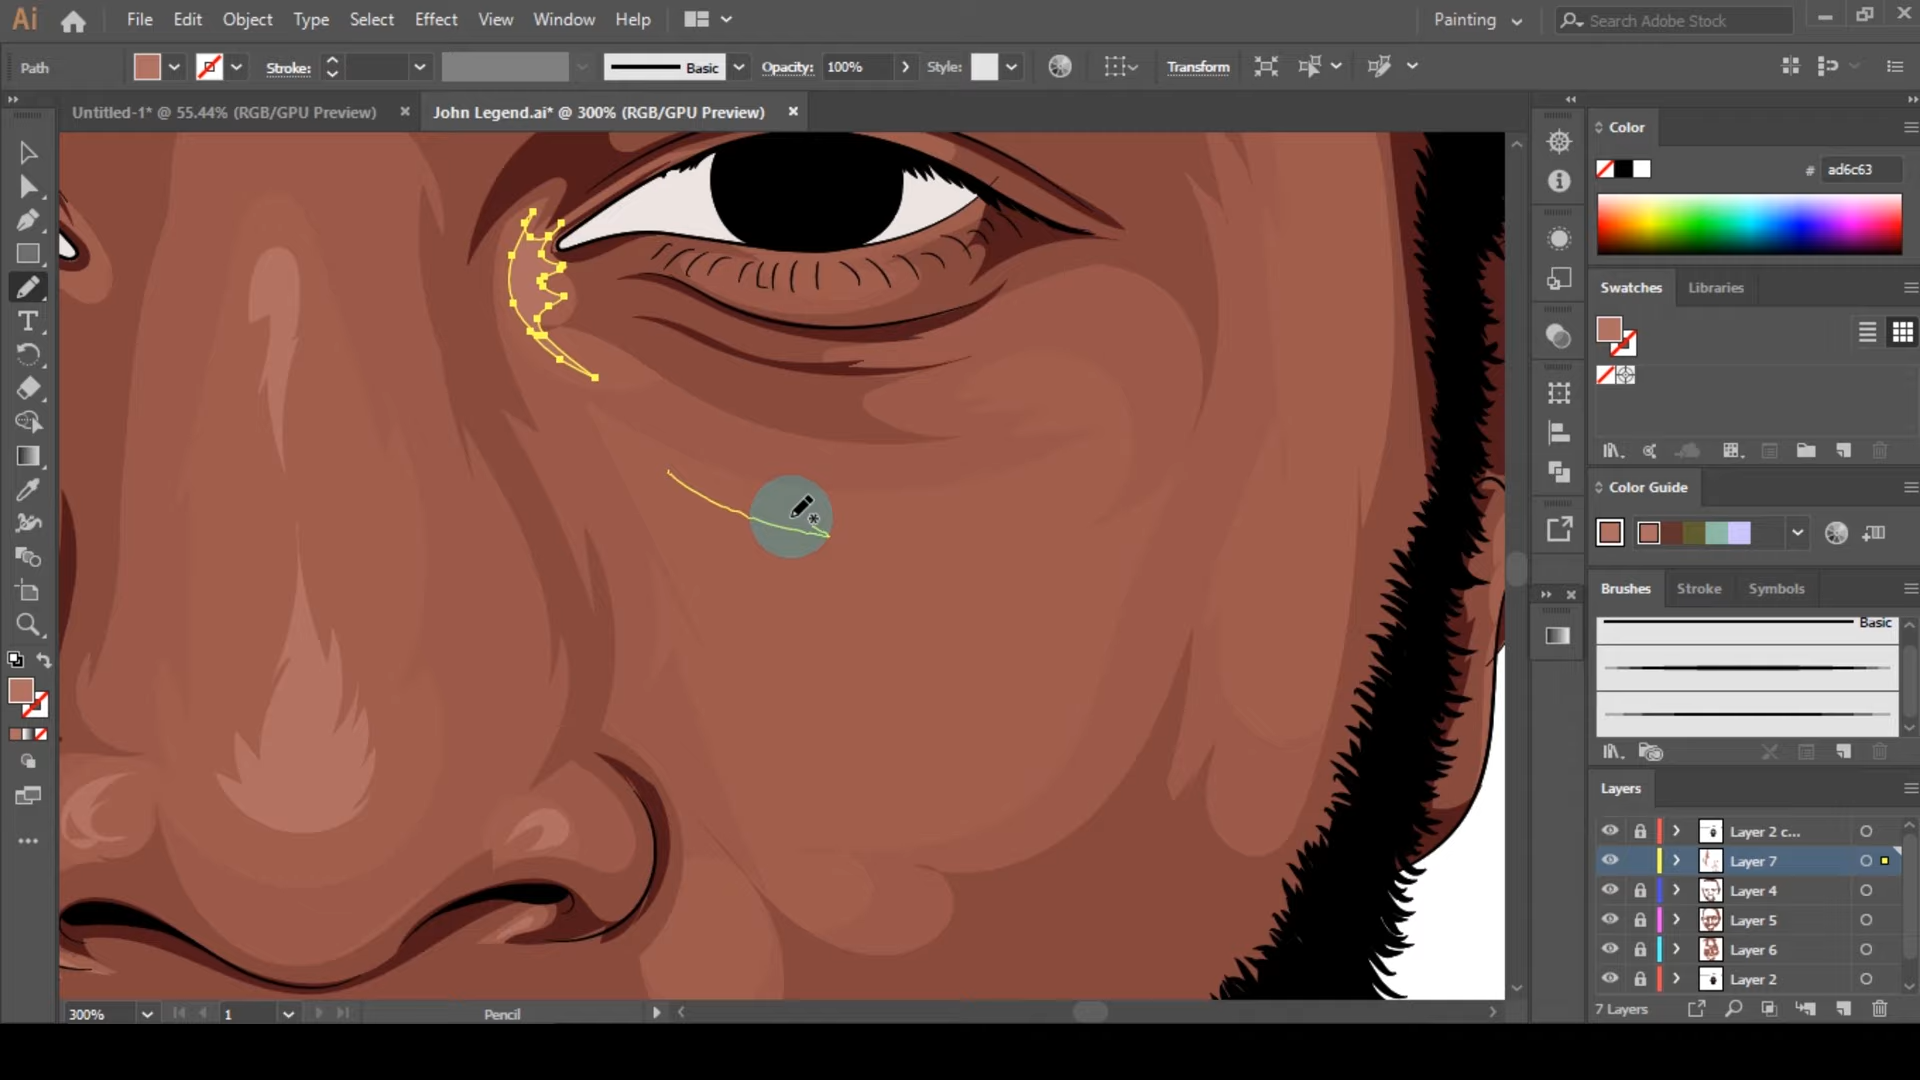 Ai File Edit Object Type Select Effect View Window Help Painting Search Adobe Stock
Path Stroke: Basic Opacity: 100% Style: Transform
Untitled-1* @ 55.44% (RGB/GPU Preview) × John Legend.ai* @ 300% (RGB/GPU Preview) ×
Color
# ad6c63
Swatches Libraries
Color Guide
Brushes Stroke Symbols
Basic
Layers
Layer 2 c...
Layer 7
Layer 4
Layer 5
Layer 6
Layer 2
7 Layers
300% 1 Pencil